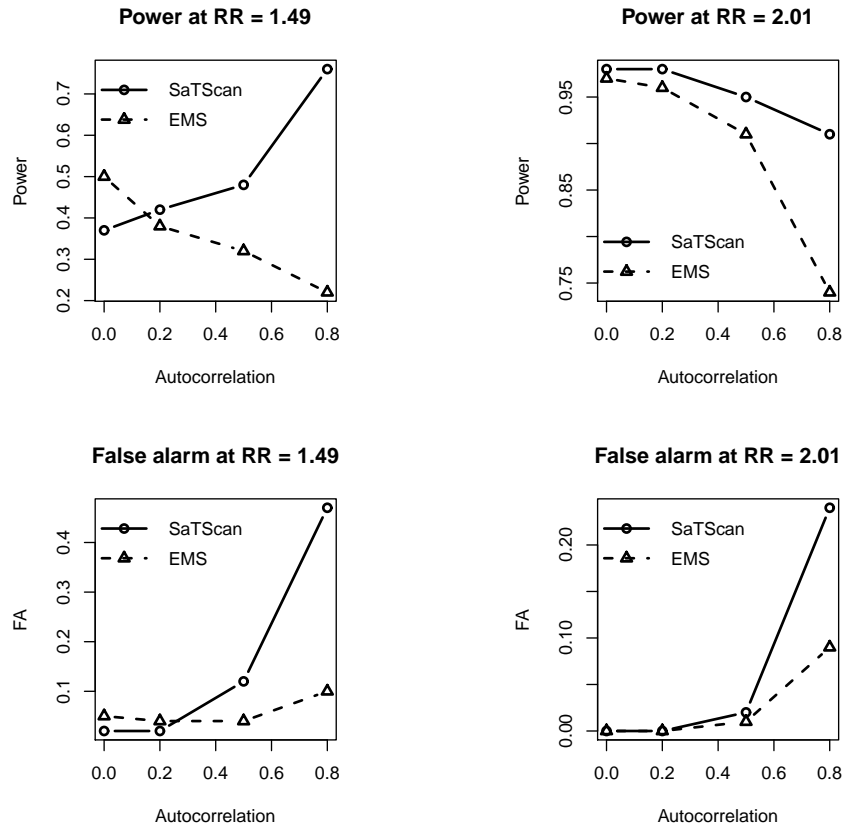 Power at RR = 1.49
SaTScan
EMS
Power
0.2 0.3 0.4 0.5 0.6 0.7
0.0 0.2 0.4 0.6 0.8
Autocorrelation
Power at RR = 2.01
SaTScan
EMS
Power
0.75 0.85 0.95
0.0 0.2 0.4 0.6 0.8
Autocorrelation
False alarm at RR = 1.49
SaTScan
EMS
FA
0.1 0.2 0.3 0.4
0.0 0.2 0.4 0.6 0.8
Autocorrelation
False alarm at RR = 2.01
SaTScan
EMS
FA
0.00 0.10 0.20
0.0 0.2 0.4 0.6 0.8
Autocorrelation